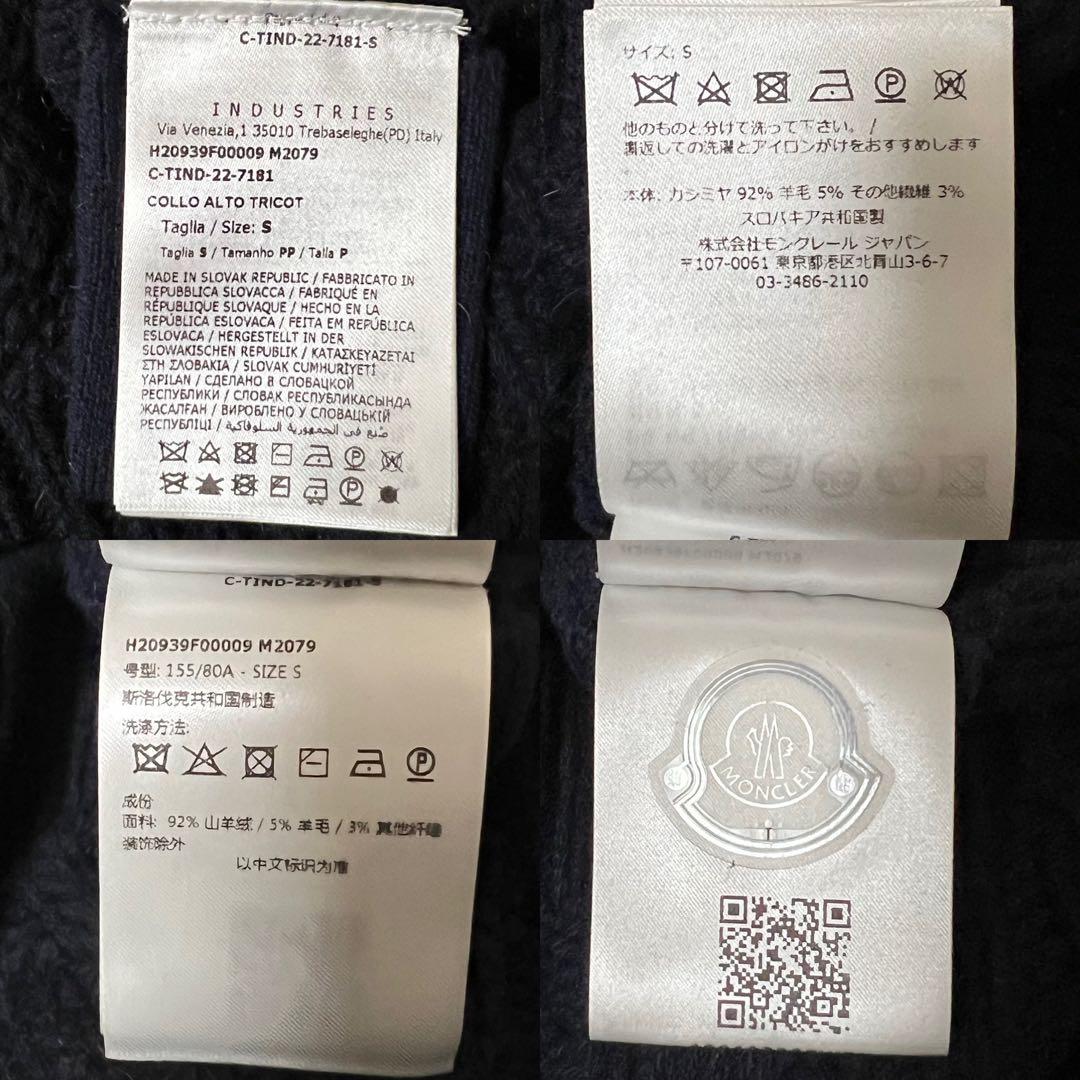 C-TIND-22-7181-S
INDUSTRIES
Via Venezia,1 35010 Trebaseleghe(PD) Italy
H20939F00009 M2079
C-TIND-22-7181
COLLO ALTO TRICOT
Taglia / Size: S
Taglia S / Tamanho PP / Talla P
MADE IN SLOVAK REPUBLIC / FABBRICATO IN
REPUBBLICA SLOVACCA / FABRIQUÉ EN
RÉPUBLIQUE SLOVAQUE / HECHO EN LA
REPÚBLICA ESLOVACA / FEITA EM REPÚBLICA
ESLOVACA / HERGESTELLT IN DER
SLOWAKISCHEN REPUBLIK / ΚΑΤΑΣΚΕΥΑΖΕΤΑΙ
ΣΤΗ ΣΛΟΒΑΚΙΑ / SLOVAK CUMHURIYETİ
YAPILAN / СДЕЛАНО В СЛОВАЦКОЙ
РЕСПУБЛИКИ / СЛОВАК РЕСПУБЛИКАСЫНДА
ЖАСАЛҒАН / ВИРОБЛЕНО У СЛОВАЦЬКІЙ
РЕСПУБЛІЦІ / صُنع في الجمهورية السلوفاكية
サイズ: S
他のものと分けて洗って下さい。 /
裏返しての洗濯とアイロンがけをおすすめします
本体: カシミヤ 92% 羊毛 5% その他繊維 3%
スロバキア共和国製
株式会社モンクレール ジャパン
〒107-0061 東京都港区北青山3-6-7
03-3486-2110
C-TIND-22-7181-S
H20939F00009 M2079
号型: 155/80A - SIZE S
斯洛伐克共和国制造
洗涤方法:
成份
面料: 92% 山羊绒 / 5% 羊毛 / 3% 其他纤维
装饰除外
以中文标识为准
MONCLER